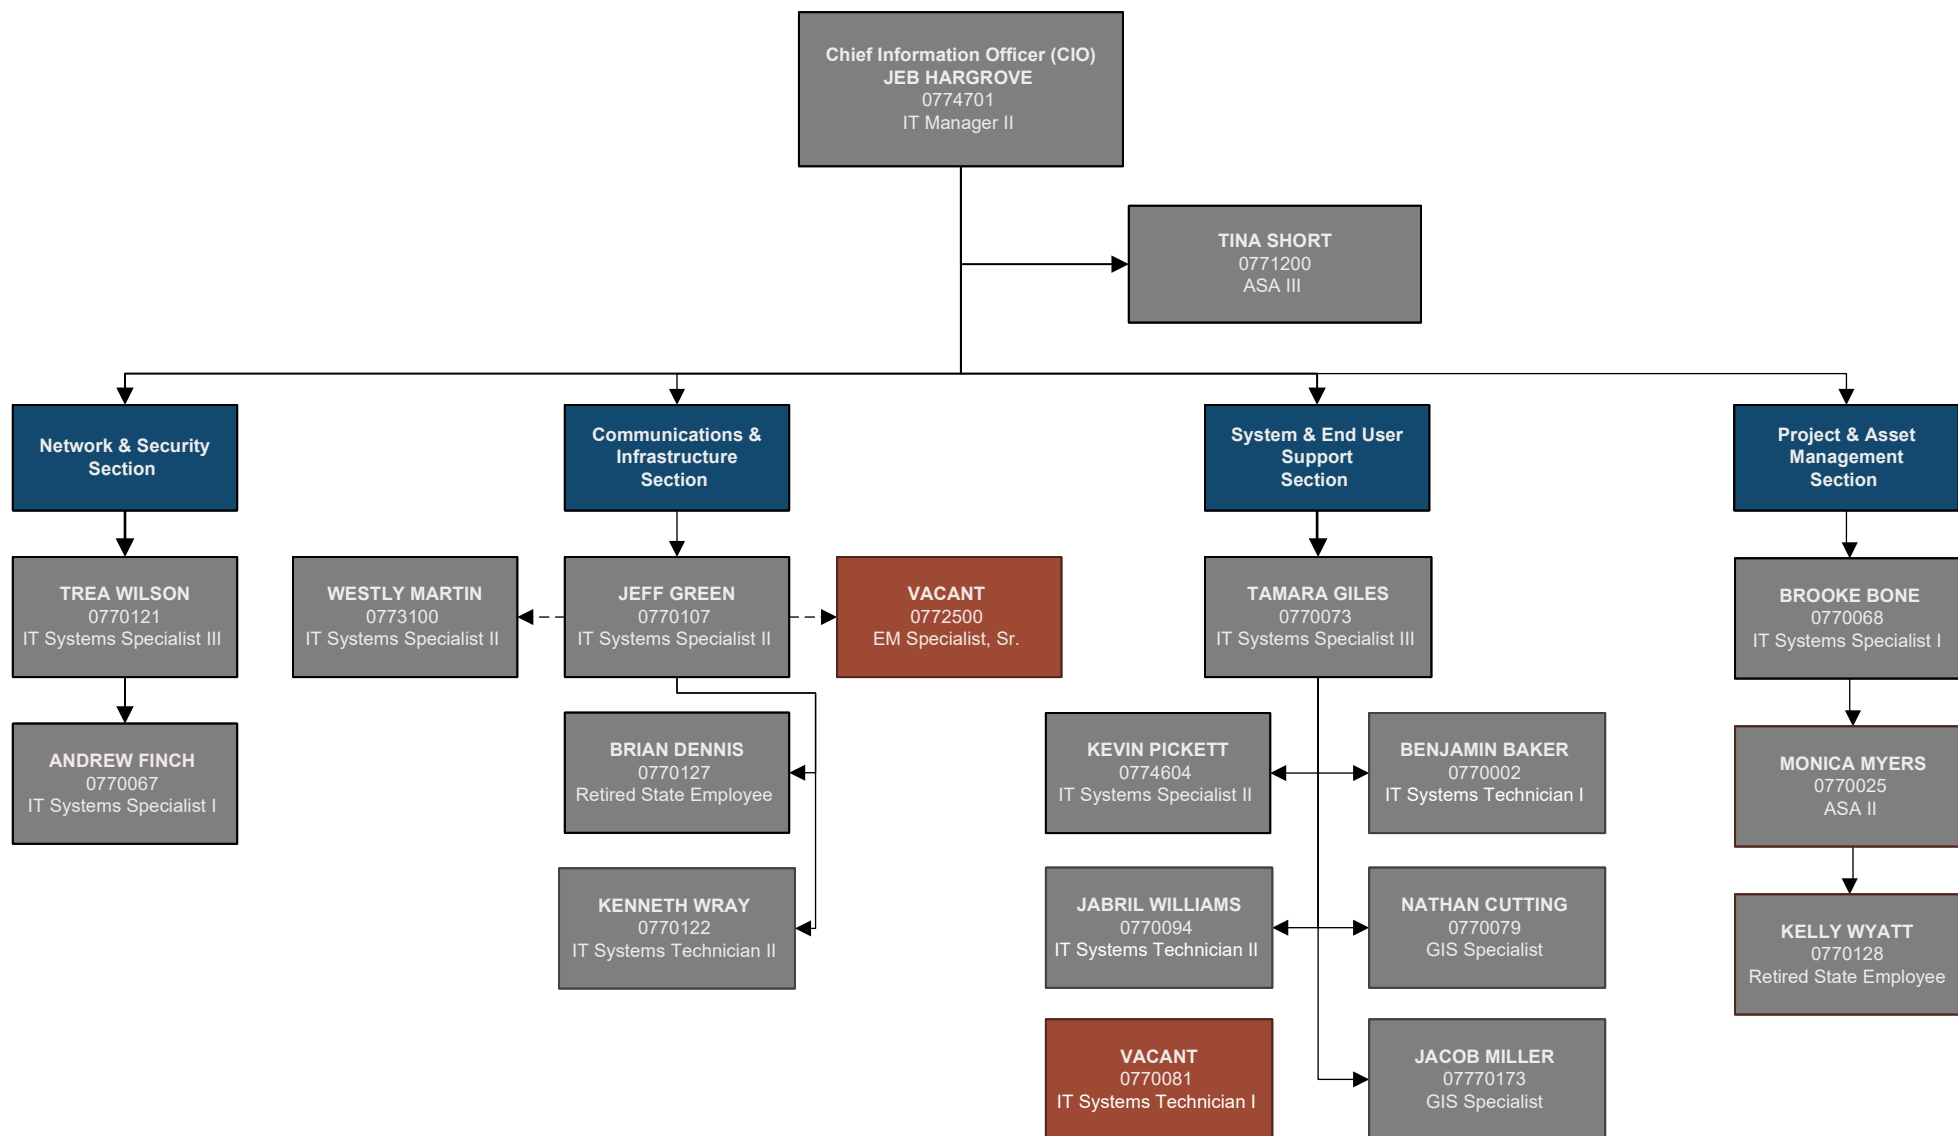 Chief Information Officer (CIO)
JEB HARGROVE
0774701
IT Manager II
TINA SHORT
0771200
ASA III
Network & Security
Section
Communications &
Infrastructure
Section
System & End User
Support
Section
Project & Asset
Management
Section
TREA WILSON
0770121
IT Systems Specialist III
WESTLY MARTIN
0773100
IT Systems Specialist II
JEFF GREEN
0770107
IT Systems Specialist II
VACANT
0772500
EM Specialist, Sr.
TAMARA GILES
0770073
IT Systems Specialist III
BROOKE BONE
0770068
IT Systems Specialist I
ANDREW FINCH
0770067
IT Systems Specialist I
BRIAN DENNIS
0770127
Retired State Employee
KEVIN PICKETT
0774604
IT Systems Specialist II
BENJAMIN BAKER
0770002
IT Systems Technician I
MONICA MYERS
0770025
ASA II
KENNETH WRAY
0770122
IT Systems Technician II
JABRIL WILLIAMS
0770094
IT Systems Technician II
NATHAN CUTTING
0770079
GIS Specialist
KELLY WYATT
0770128
Retired State Employee
VACANT
0770081
IT Systems Technician I
JACOB MILLER
07770173
GIS Specialist